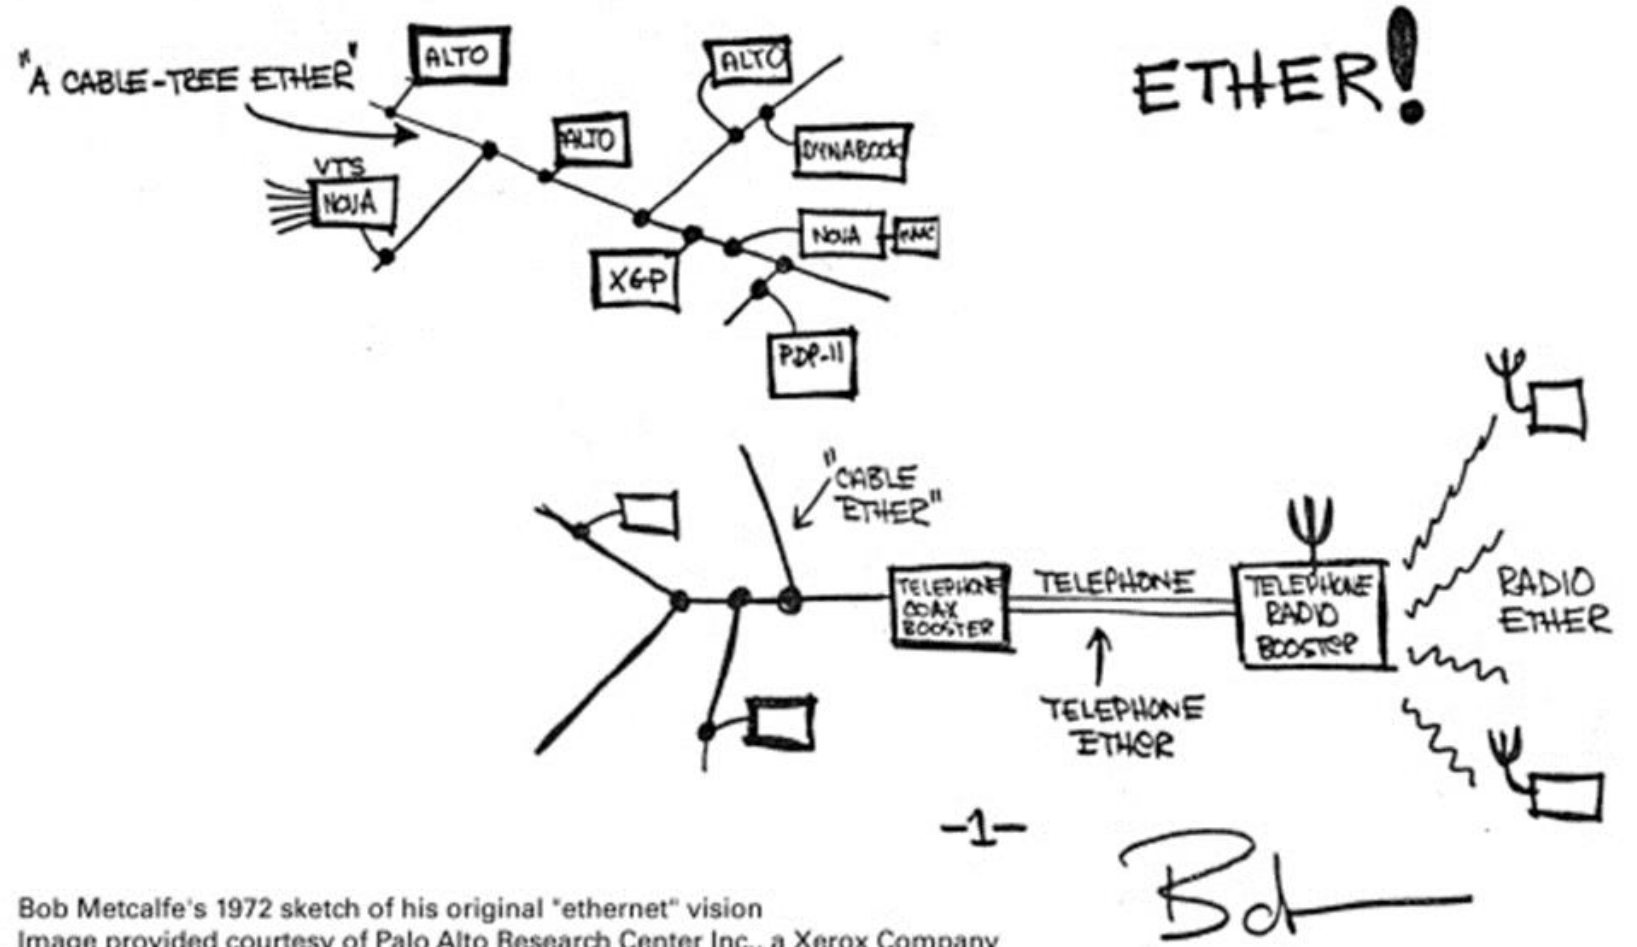 "A CABLE-TREE ETHER"
ALTO
ALTO
ETHER!
ALTO
DYNABOOK
VTS
NOVA
NOVA
XGP
PDP-11
"CABLE
ETHER"
TELEPHONE
COAX
BOOSTER
TELEPHONE
TELEPHONE
RADIO
BOOSTER
RADIO
ETHER
TELEPHONE
ETHER
-1-
Bob
Bob Metcalfe's 1972 sketch of his original "ethernet" vision
Image provided courtesy of Palo Alto Research Center Inc., a Xerox Company